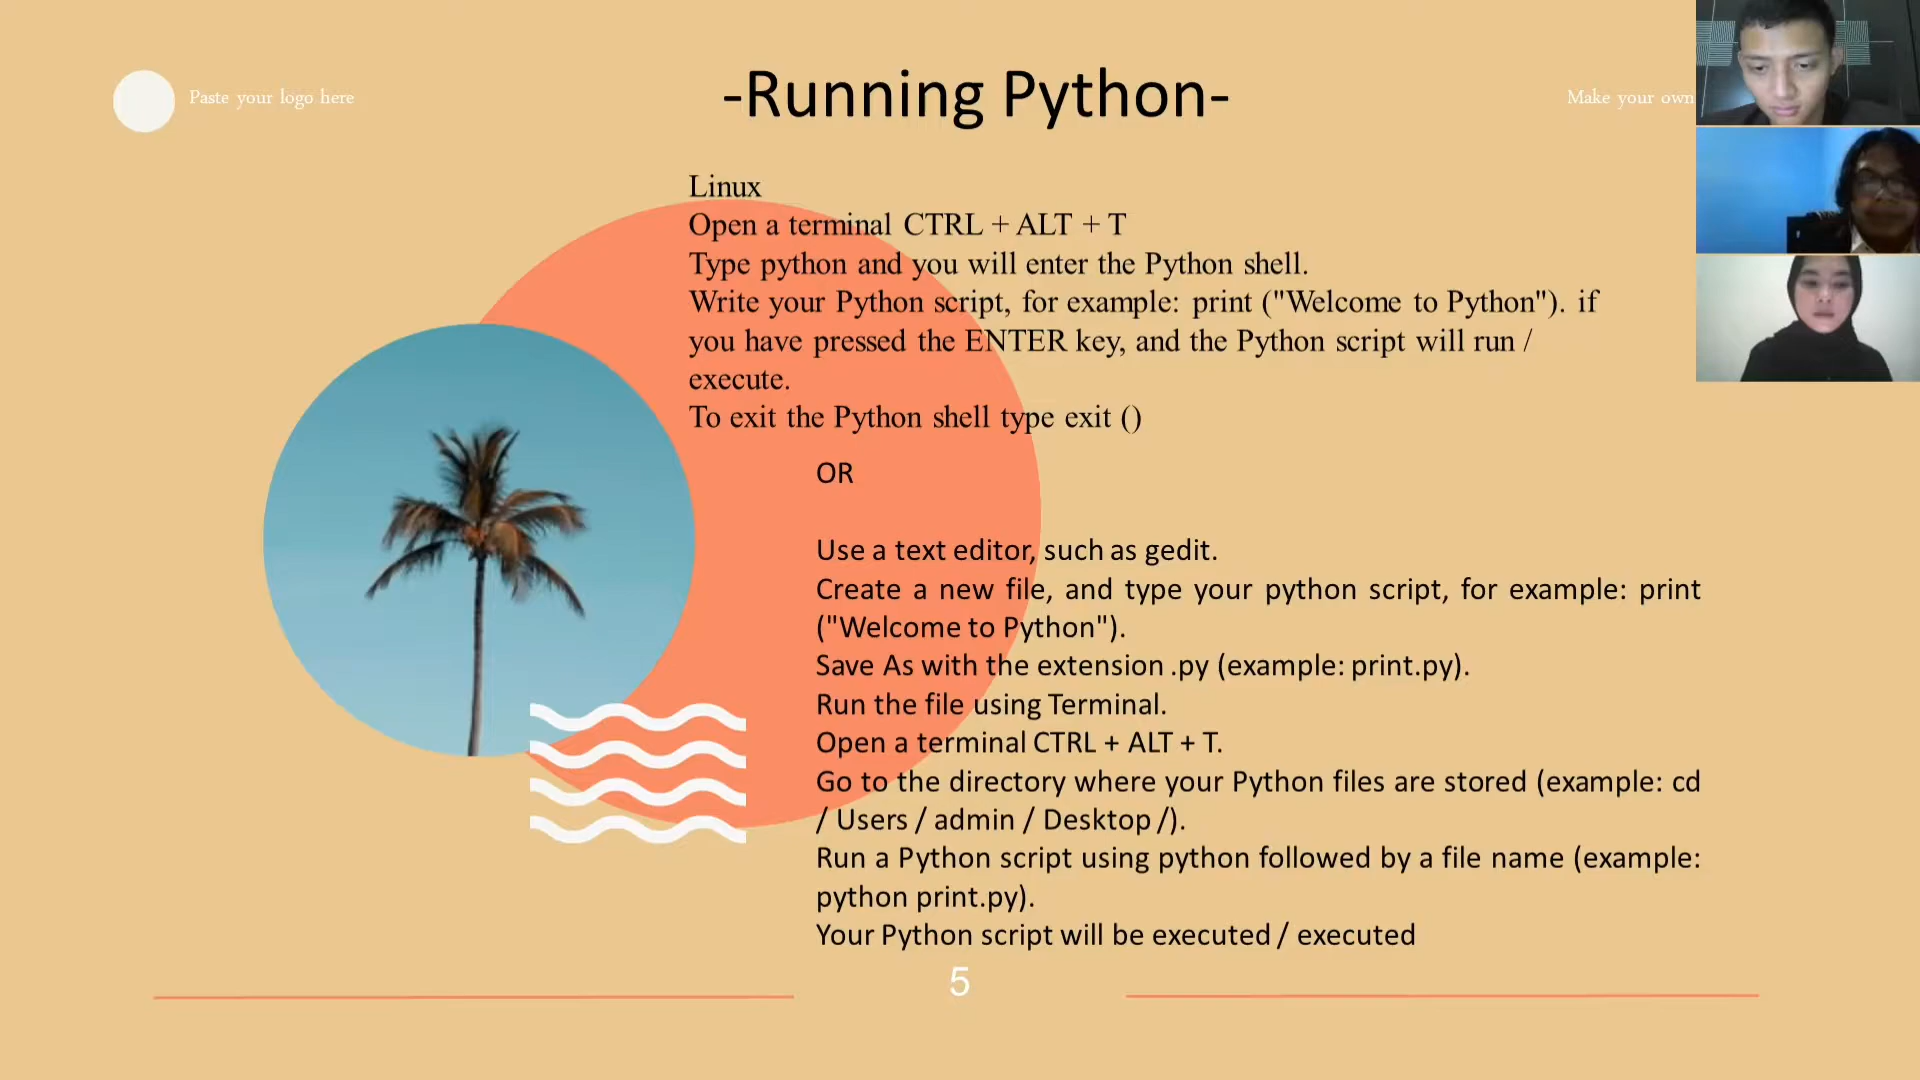 Paste your logo here
-Running Python-
Make your own
Linux
Open a terminal CTRL + ALT + T
Type python and you will enter the Python shell.
Write your Python script, for example: print ("Welcome to Python"). if
you have pressed the ENTER key, and the Python script will run /
execute.
To exit the Python shell type exit ()
OR
Use a text editor, such as gedit.
Create a new file, and type your python script, for example: print
("Welcome to Python").
Save As with the extension .py (example: print.py).
Run the file using Terminal.
Open a terminal CTRL + ALT + T.
Go to the directory where your Python files are stored (example: cd
/ Users / admin / Desktop /).
Run a Python script using python followed by a file name (example:
python print.py).
Your Python script will be executed / executed
5